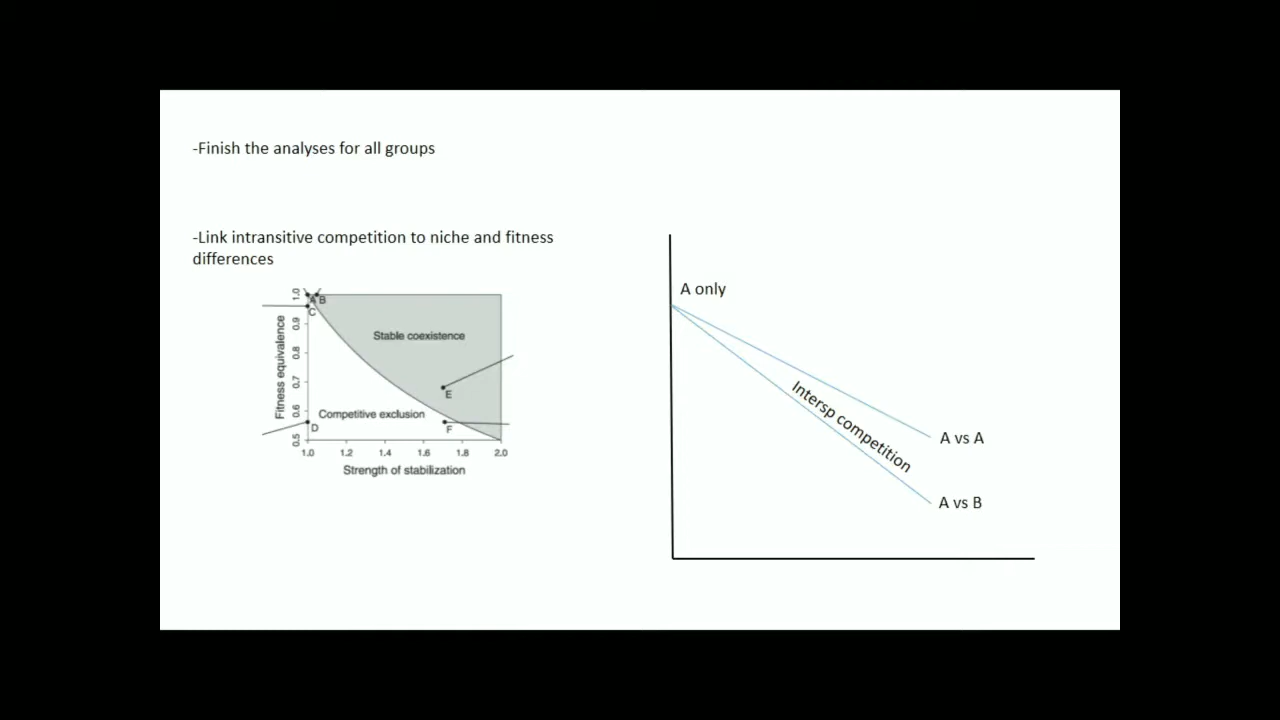 -Finish the analyses for all groups
-Link intransitive competition to niche and fitness
differences
1.0
0.9
0.8
0.7
0.6
0.5
Fitness equivalence
A B
C
Stable coexistence
E
Competitive exclusion
D
F
1.0 1.2 1.4 1.6 1.8 2.0
Strength of stabilization
A only
Intersp competition
A vs A
A vs B